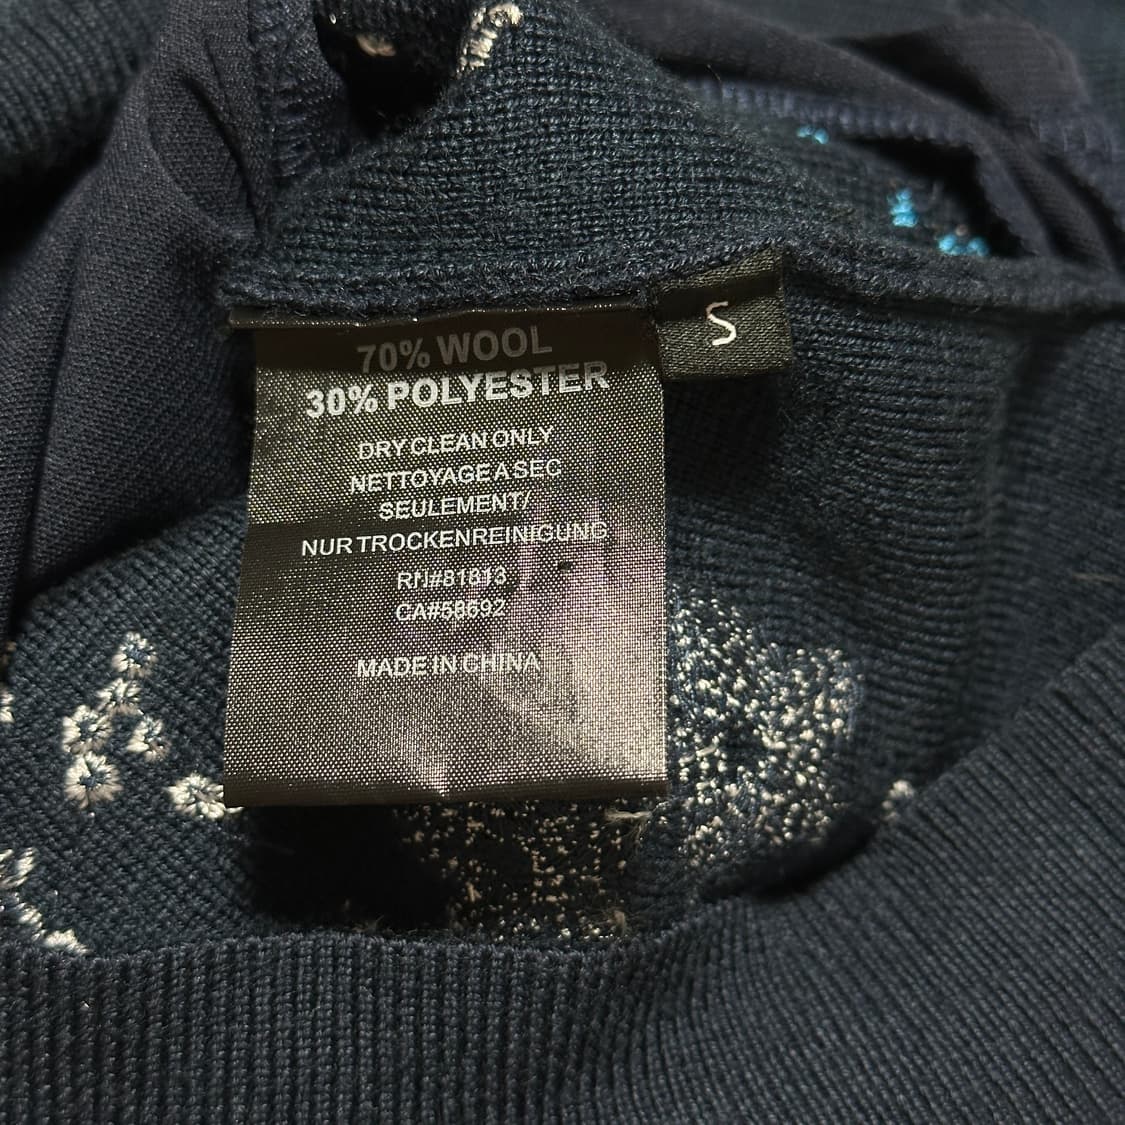 70% WOOL
30% POLYESTER
DRY CLEAN ONLY
NETTOYAGE A SEC
SEULEMENT/
NUR TROCKENREINIGUNG
RN#81813
CA#58692
MADE IN CHINA
S